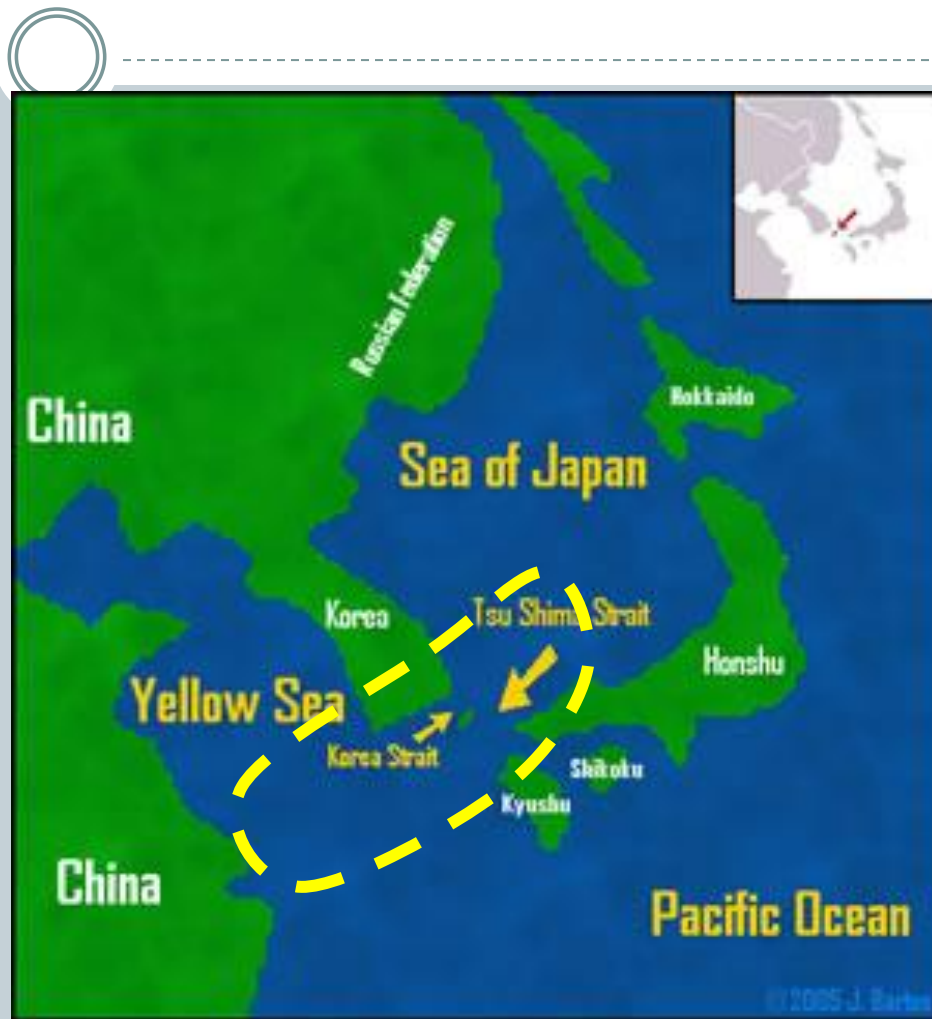 Russian Federation
China
Hokkaido
Sea of Japan
Korea
Tsu Shima Strait
Honshu
Yellow Sea
Korea Strait
Shikoku
Kyushu
China
Pacific Ocean
©2005 J.